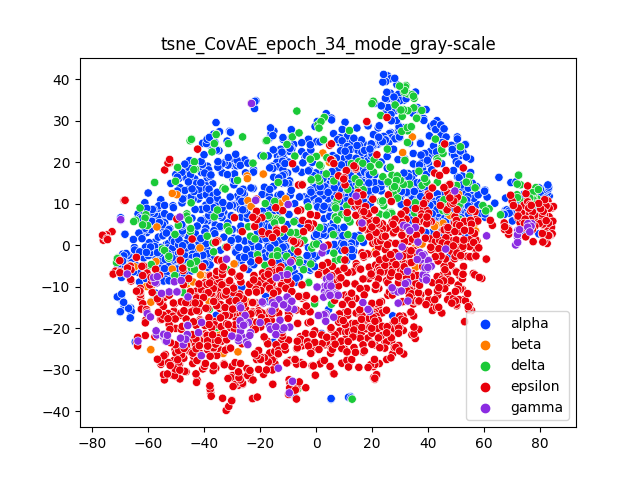 tsne_CovAE_epoch_34_mode_gray-scale
40
30
20
10
0
−10
−20
−30
−40
−80 −60 −40 −20 0 20 40 60 80
alpha
beta
delta
epsilon
gamma